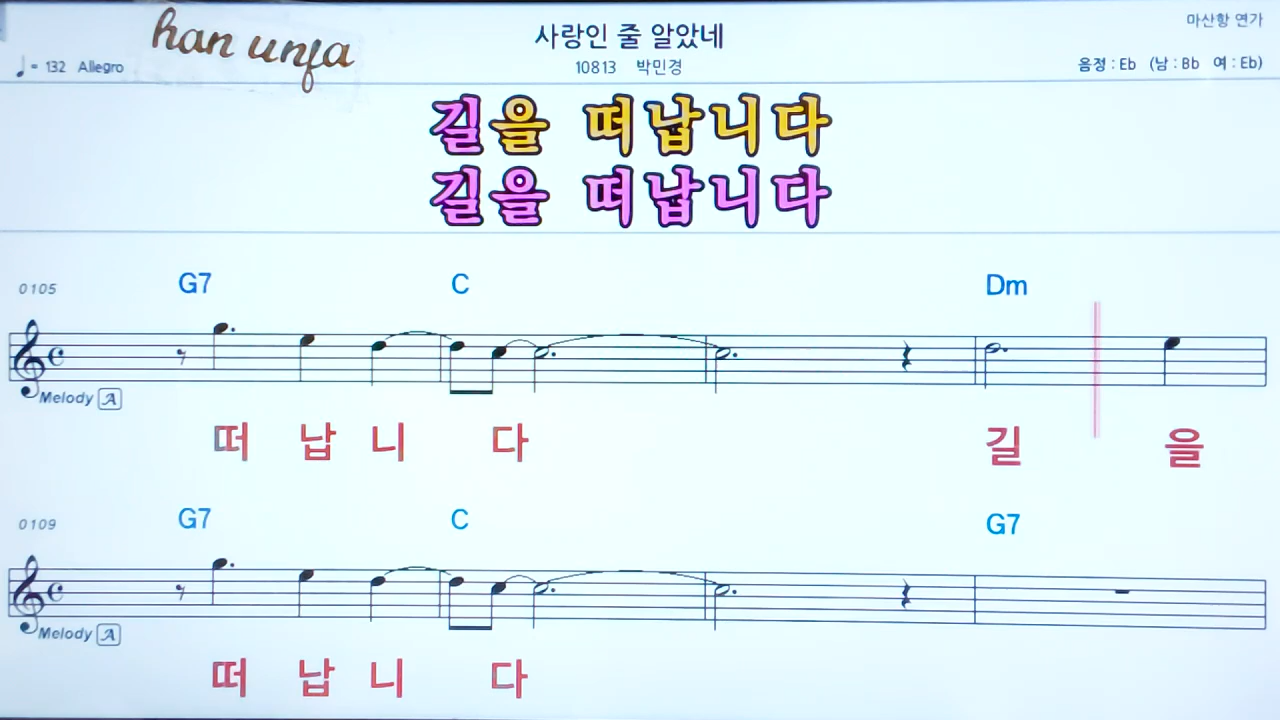 han unfa
사랑인 줄 알았네
마산항 연가
♩= 132 Allegro
10813 박민경
음정 : Eb (남 : Bb 여 : Eb)
길을 떠납니다
길을 떠납니다
0105 G7 C Dm
Melody A
떠 납 니 다 길 을
0109 G7 C G7
Melody A
떠 납 니 다